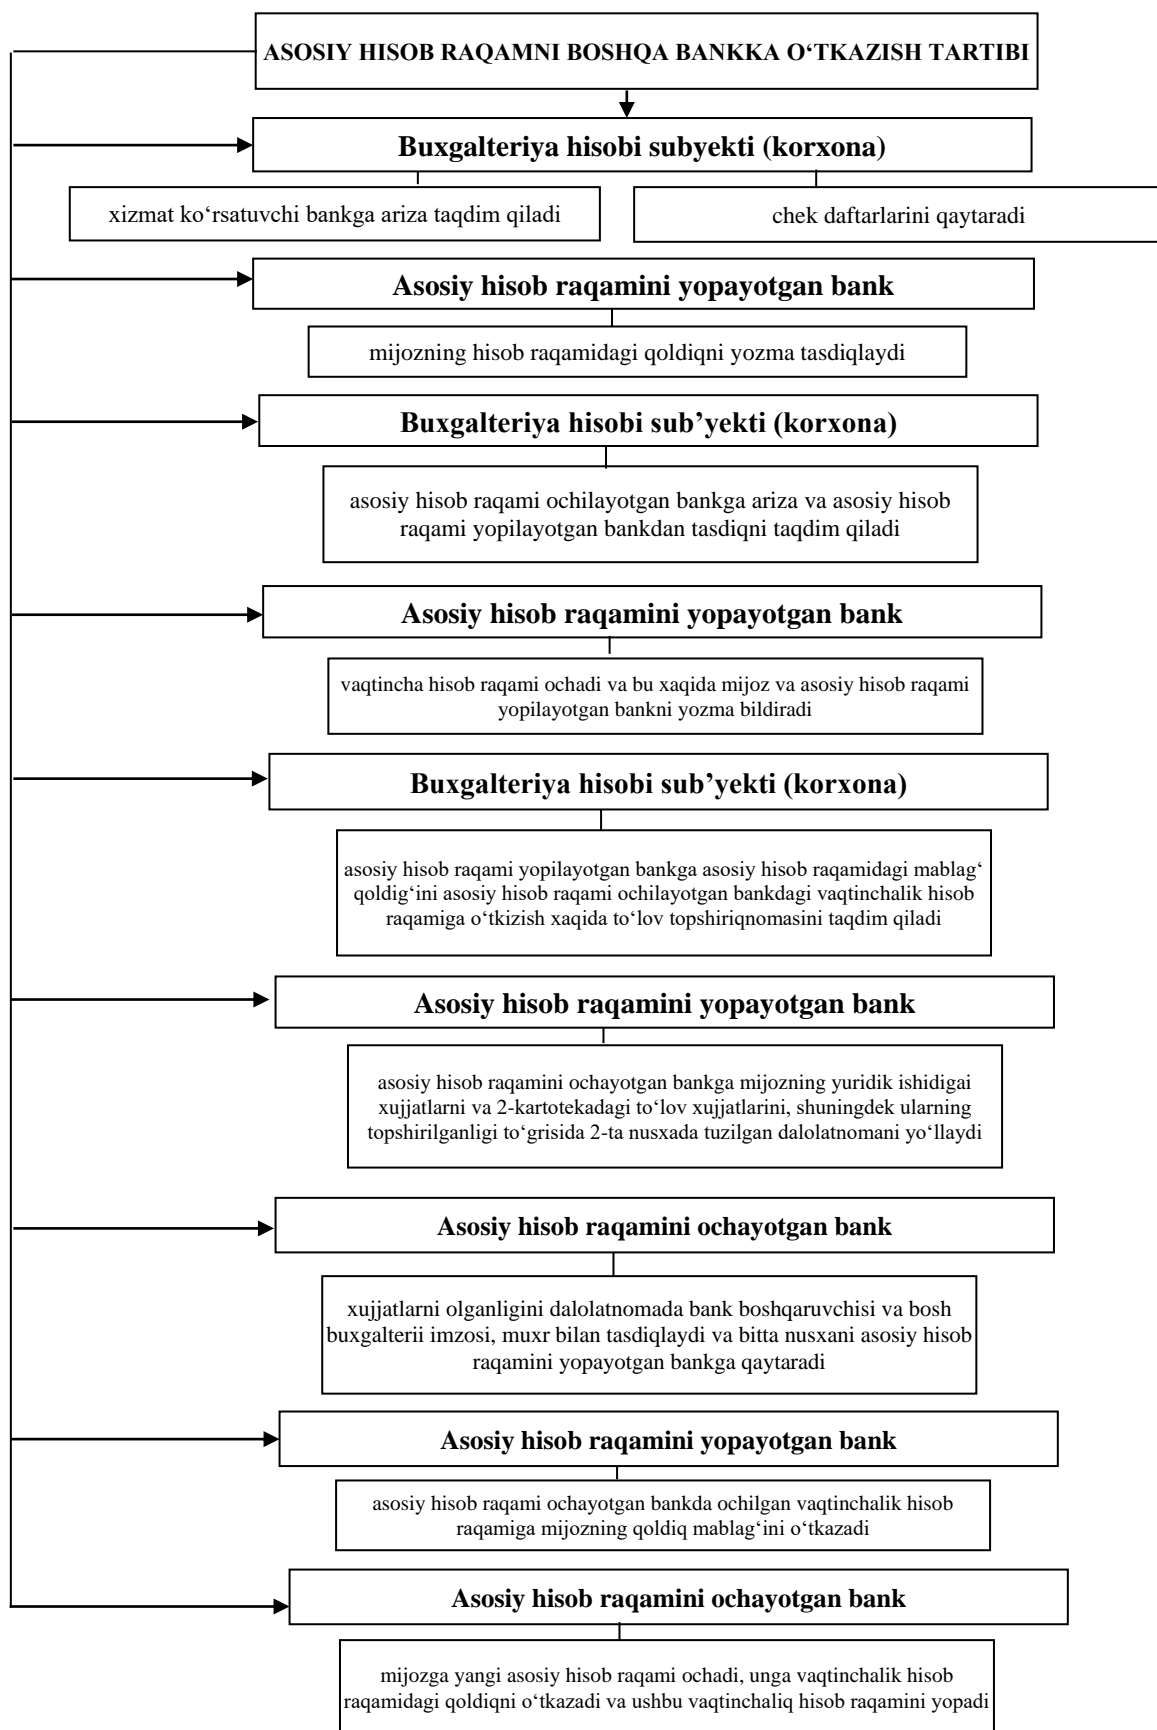 ASOSIY HISOB RAQAMNI BOSHQA BANKKA O‘TKAZISH TARTIBI
Buxgalteriya hisobi subyekti (korxona)
xizmat ko‘rsatuvchi bankga ariza taqdim qiladi
chek daftarlarini qaytaradi
Asosiy hisob raqamini yopayotgan bank
mijozning hisob raqamidagi qoldiqni yozma tasdiqlaydi
Buxgalteriya hisobi sub’yekti (korxona)
asosiy hisob raqami ochilayotgan bankga ariza va asosiy hisob
raqami yopilayotgan bankdan tasdiqni taqdim qiladi
Asosiy hisob raqamini yopayotgan bank
vaqtincha hisob raqami ochadi va bu xaqida mijoz va asosiy hisob raqami
yopilayotgan bankni yozma bildiradi
Buxgalteriya hisobi sub’yekti (korxona)
asosiy hisob raqami yopilayotgan bankga asosiy hisob raqamidagi mablag‘
qoldig‘ini asosiy hisob raqami ochilayotgan bankdagi vaqtinchalik hisob
raqamiga o‘tkizish xaqida to‘lov topshiriqnomasini taqdim qiladi
Asosiy hisob raqamini yopayotgan bank
asosiy hisob raqamini ochayotgan bankga mijozning yuridik ishidigai
xujjatlarni va 2-kartotekadagi to‘lov xujjatlarini, shuningdek ularning
topshirilganligi to‘grisida 2-ta nusxada tuzilgan dalolatnomani yo‘llaydi
Asosiy hisob raqamini ochayotgan bank
xujjatlarni olganligini dalolatnomada bank boshqaruvchisi va bosh
buxgalterii imzosi, muxr bilan tasdiqlaydi va bitta nusxani asosiy hisob
raqamini yopayotgan bankga qaytaradi
Asosiy hisob raqamini yopayotgan bank
asosiy hisob raqami ochayotgan bankda ochilgan vaqtinchalik hisob
raqamiga mijozning qoldiq mablag‘ini o‘tkazadi
Asosiy hisob raqamini ochayotgan bank
mijozga yangi asosiy hisob raqami ochadi, unga vaqtinchalik hisob
raqamidagi qoldiqni o‘tkazadi va ushbu vaqtinchaliq hisob raqamini yopadi